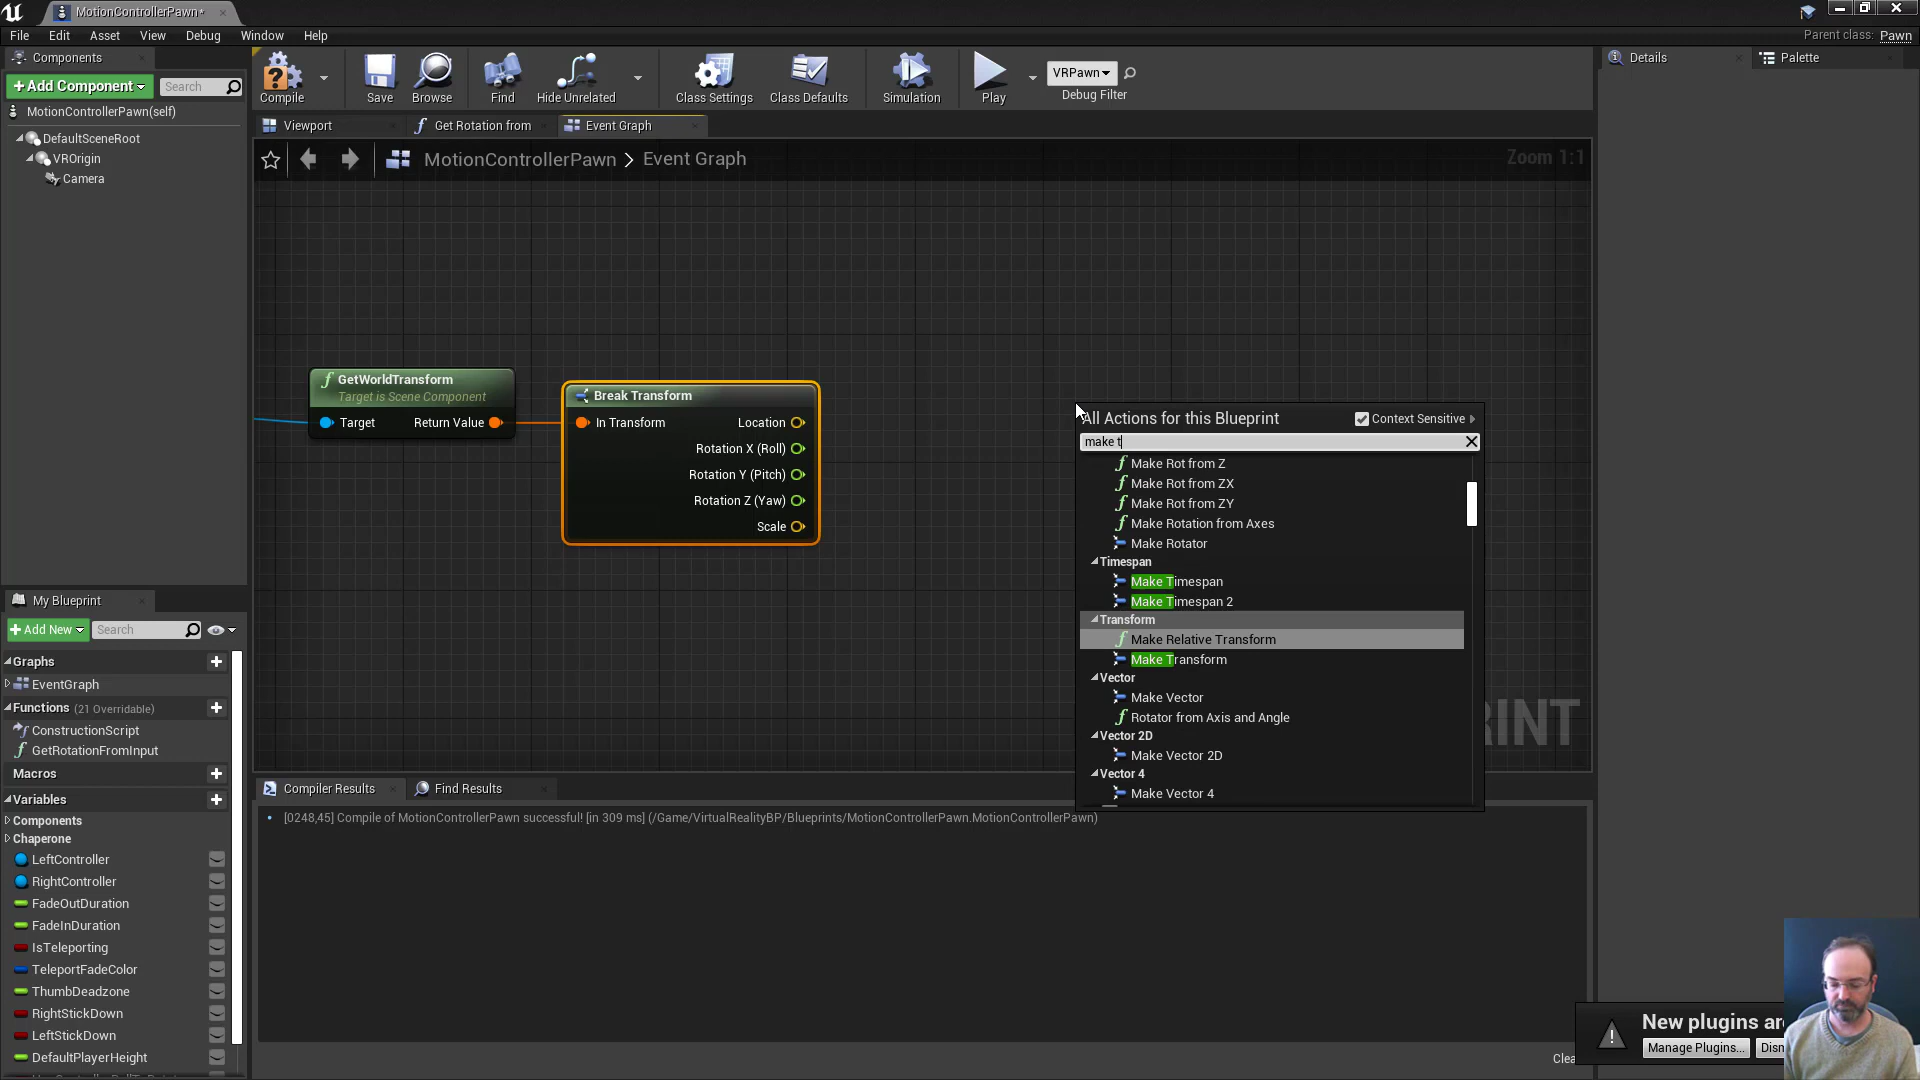 MotionControllerPawn*
File Edit Asset View Debug Window Help
Parent class: Pawn
Components
+Add Component
Search
MotionControllerPawn(self)
DefaultSceneRoot
VROrigin
Camera
Compile
Save
Browse
Find
Hide Unrelated
Class Settings
Class Defaults
Simulation
Play
VRPawn
Debug Filter
Details
Palette
Viewport
Get Rotation from
Event Graph
MotionControllerPawn > Event Graph
Zoom 1:1
GetWorldTransform
Target is Scene Component
Target
Return Value
Break Transform
In Transform
Location
Rotation X (Roll)
Rotation Y (Pitch)
Rotation Z (Yaw)
Scale
All Actions for this Blueprint
Context Sensitive
make t
Make Rot from Z
Make Rot from ZX
Make Rot from ZY
Make Rotation from Axes
Make Rotator
Timespan
Make Timespan
Make Timespan 2
Transform
Make Relative Transform
Make Transform
Vector
Make Vector
Rotator from Axis and Angle
Vector 2D
Make Vector 2D
Vector 4
Make Vector 4
RINT
My Blueprint
+Add New
Search
Graphs
EventGraph
Functions (21 Overridable)
ConstructionScript
GetRotationFromInput
Macros
Variables
Components
Chaperone
LeftController
RightController
FadeOutDuration
FadeInDuration
IsTeleporting
TeleportFadeColor
ThumbDeadzone
RightStickDown
LeftStickDown
DefaultPlayerHeight
Compiler Results
Find Results
[0248,45] Compile of MotionControllerPawn successful! [in 309 ms] (/Game/VirtualRealityBP/Blueprints/MotionControllerPawn.MotionControllerPawn)
Clea
New plugins are
Manage Plugins...
Dism